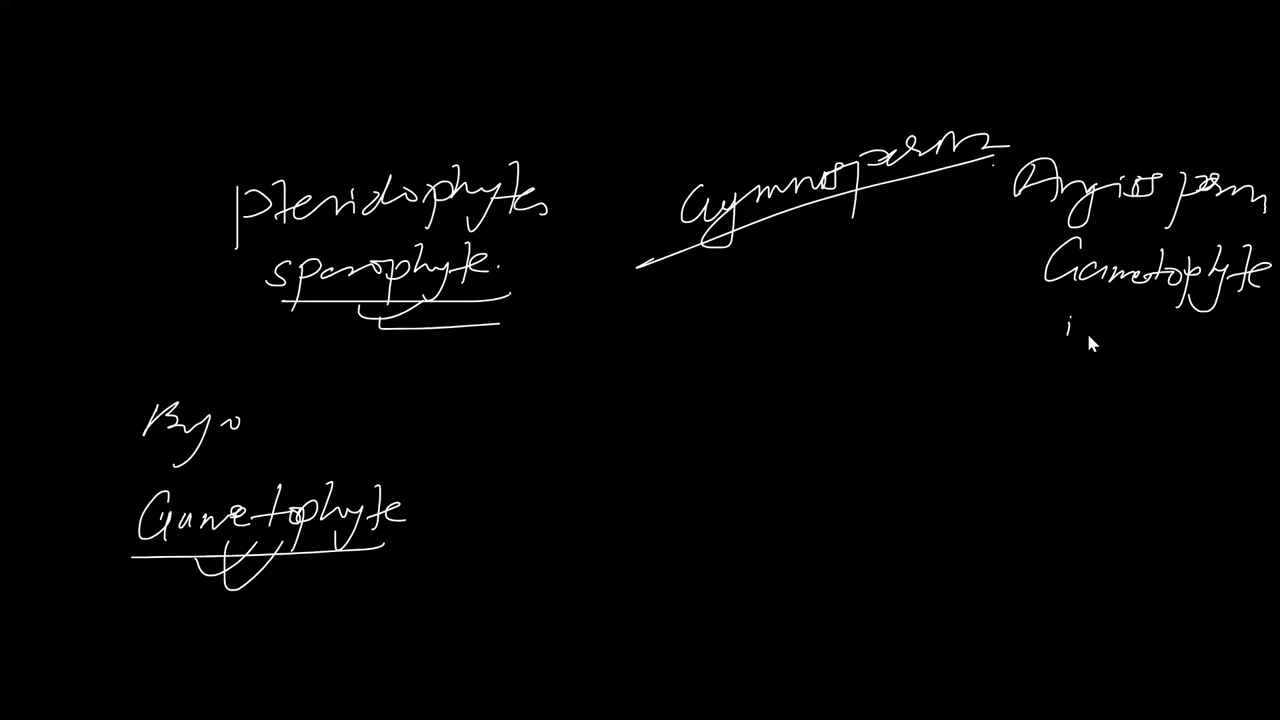 Pteridophytes
sporophyte.
Gymnosperm
Angiosperm
Gametophyte
i
Bryo
Gametophyte